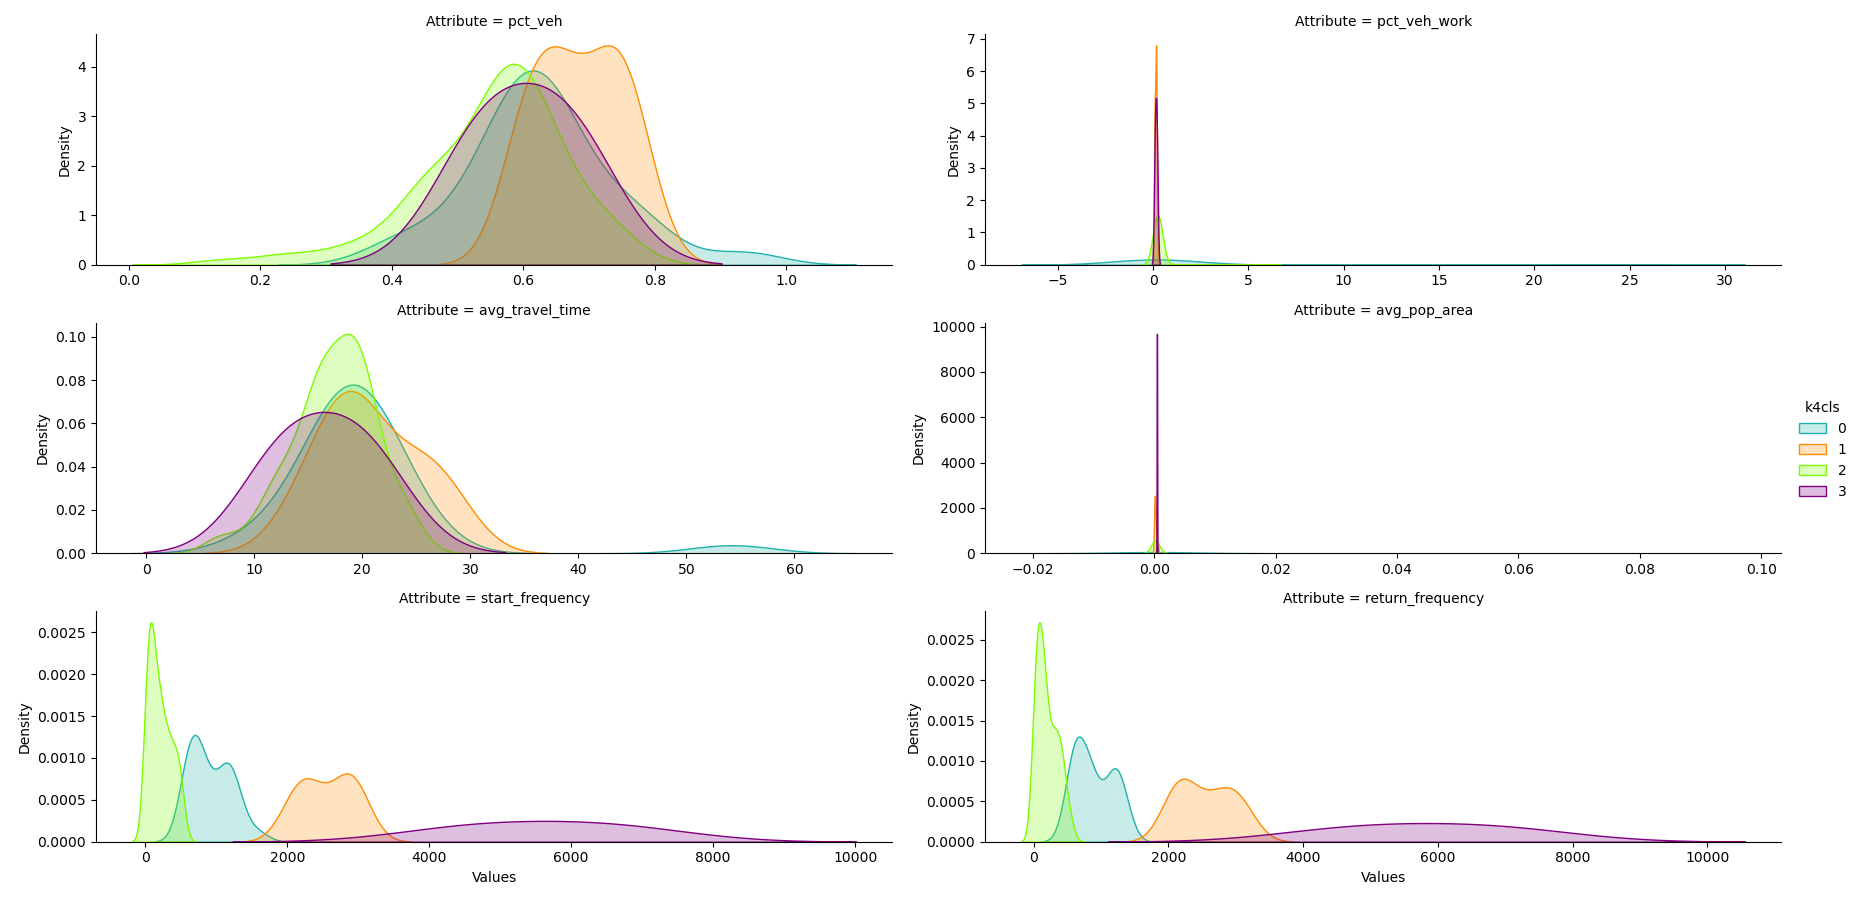 Attribute = pct_veh
Density
4
3
2
1
0
0.0 0.2 0.4 0.6 0.8 1.0
Attribute = pct_veh_work
Density
7
6
5
4
3
2
1
0
−5 0 5 10 15 20 25 30
Attribute = avg_travel_time
Density
0.10
0.08
0.06
0.04
0.02
0.00
0 10 20 30 40 50 60
Attribute = avg_pop_area
Density
10000
8000
6000
4000
2000
0
−0.02 0.00 0.02 0.04 0.06 0.08 0.10
k4cls
0
1
2
3
Attribute = start_frequency
Density
0.0025
0.0020
0.0015
0.0010
0.0005
0.0000
0 2000 4000 6000 8000 10000
Values
Attribute = return_frequency
Density
0.0025
0.0020
0.0015
0.0010
0.0005
0.0000
0 2000 4000 6000 8000 10000
Values